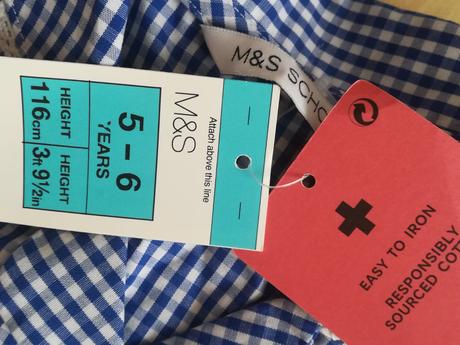 M&S SCHO
Attach above this line
M&S
5 – 6
YEARS
HEIGHT
116cm
HEIGHT
3ft 9½in
EASY TO IRON
RESPONSIBLY
SOURCED COTT